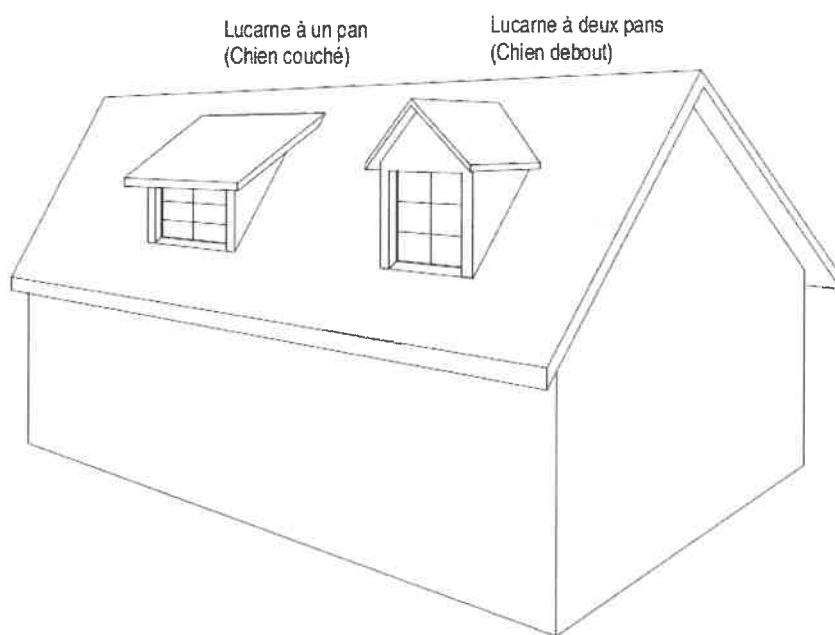 Lucarne à un pan
(Chien couché)
Lucarne à deux pans
(Chien debout)